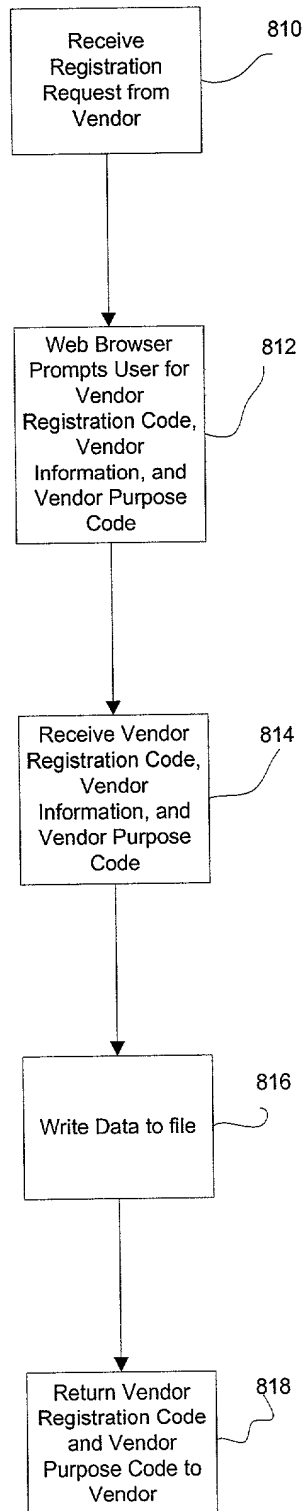 Receive
Registration
Request from
Vendor
810
Web Browser
Prompts User for
Vendor
Registration Code,
Vendor
Information, and
Vendor Purpose
Code
812
Receive Vendor
Registration Code,
Vendor
Information, and
Vendor Purpose
Code
814
Write Data to file
816
Return Vendor
Registration Code
and Vendor
Purpose Code to
Vendor
818